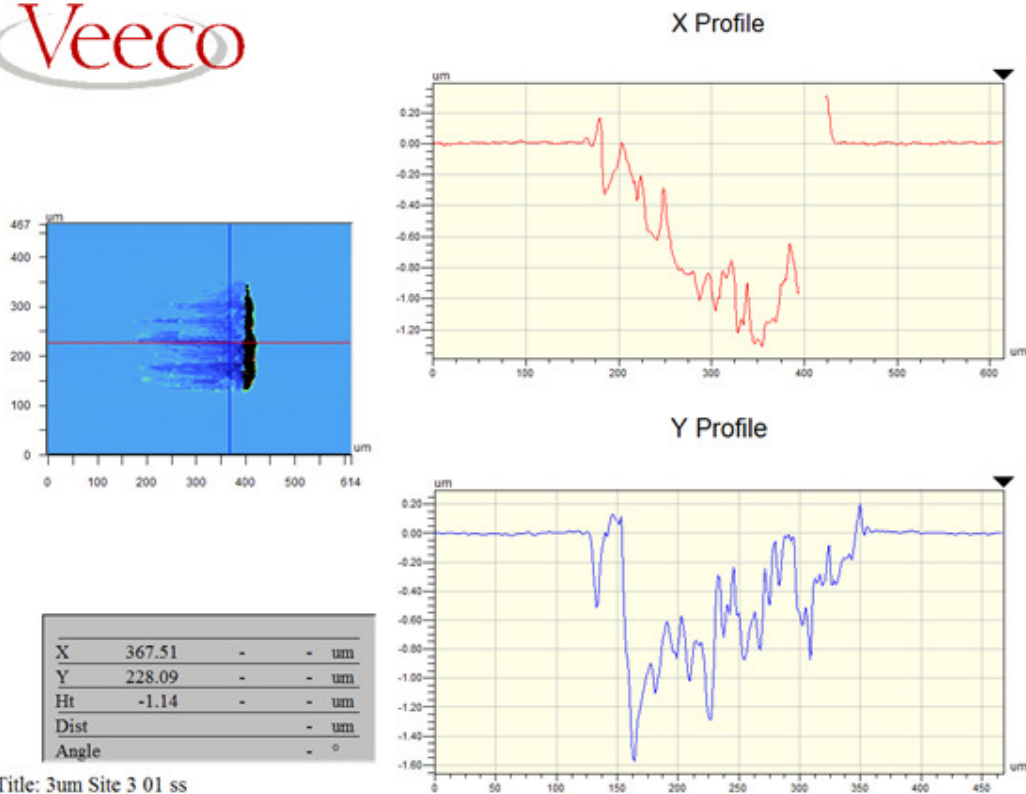 Veeco
X Profile
um
0.20
0.00
-0.20
-0.40
-0.60
-0.80
-1.00
-1.20
0 100 200 300 400 500 600
um
um
467
400
300
200
100
0
um
0 100 200 300 400 500 614
Y Profile
um
0.20
0.00
-0.20
-0.40
-0.60
-0.80
-1.00
-1.20
-1.40
-1.60
0 50 100 150 200 250 300 350 400 450
um
X 367.51 - - um
Y 228.09 - - um
Ht -1.14 - - um
Dist - um
Angle - °
Title: 3um Site 3 01 ss